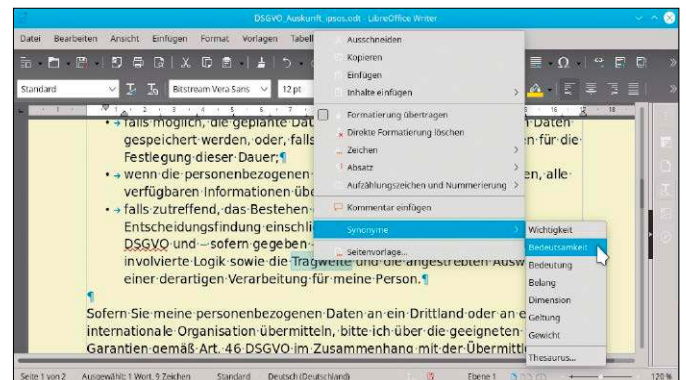 DSGVO_Auskunft_ipsos.odt - LibreOffice Writer
Datei Bearbeiten Ansicht Einfügen Format Vorlagen Tabell
Standard
Bitstream Vera Sans
12 pt
Ausschneiden
Kopieren
Einfügen
Inhalte einfügen
Formatierung übertragen
Direkte Formatierung löschen
Zeichen
Absatz
Aufzählungszeichen und Nummerierung
Kommentar einfügen
Synonyme
Seitenvorlage...
Wichtigkeit
Bedeutsamkeit
Bedeutung
Belang
Dimension
Geltung
Gewicht
Thesaurus...
falls möglich, die geplante Dau en Daten
gespeichert werden, oder, falls en für die
Festlegung dieser Dauer;¶
wenn die personenbezogenen en, alle
verfügbaren Informationen übe
falls zutreffend, das Bestehen
Entscheidungsfindung einschli
DSGVO und – sofern gegeben
involvierte Logik sowie die Tragweite und die angestrebten Ausw
einer derartigen Verarbeitung für meine Person.¶
¶
Sofern Sie meine personenbezogenen Daten an ein Drittland oder an e
internationale Organisation übermitteln, bitte ich über die geeigneten
Garantien gemäß Art. 46 DSGVO im Zusammenhang mit der Übermittl
Seite 1 von 2 Ausgewählt: 1 Wort, 9 Zeichen Standard Deutsch (Deutschland) Ebene 1 120 %